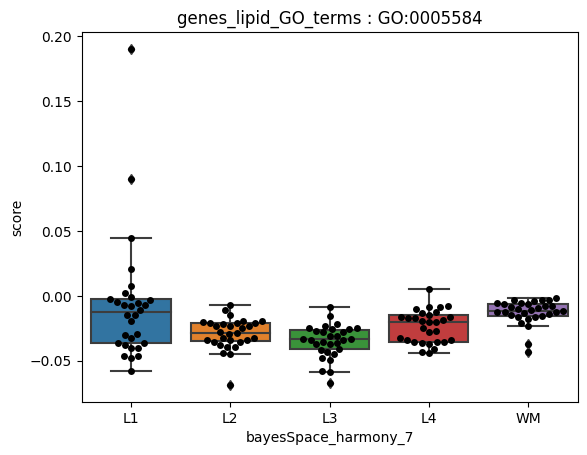 genes_lipid_GO_terms : GO:0005584
0.20
0.15
0.10
0.05
0.00
−0.05
score
L1 L2 L3 L4 WM
bayesSpace_harmony_7